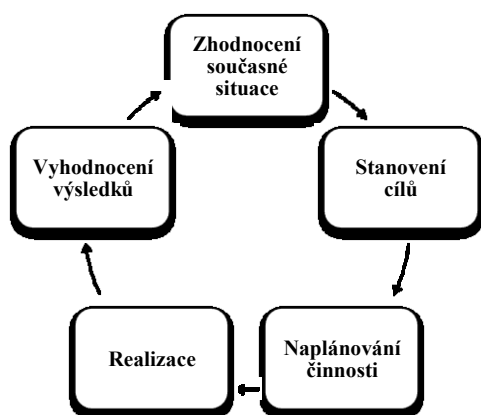 Zhodnocení
současné
situace
Stanovení
cílů
Naplánování
činnosti
Realizace
Vyhodnocení
výsledků